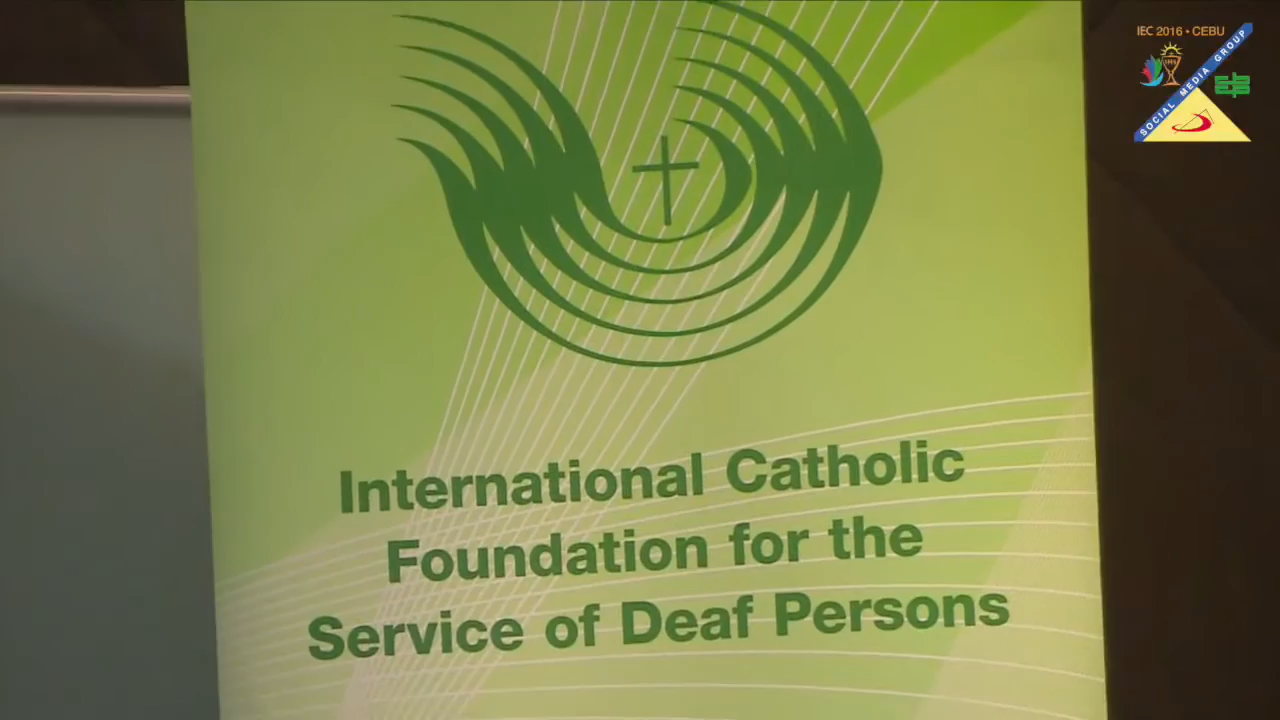 IEC 2016 • CEBU
SOCIAL MEDIA GROUP
International Catholic
Foundation for the
Service of Deaf Persons